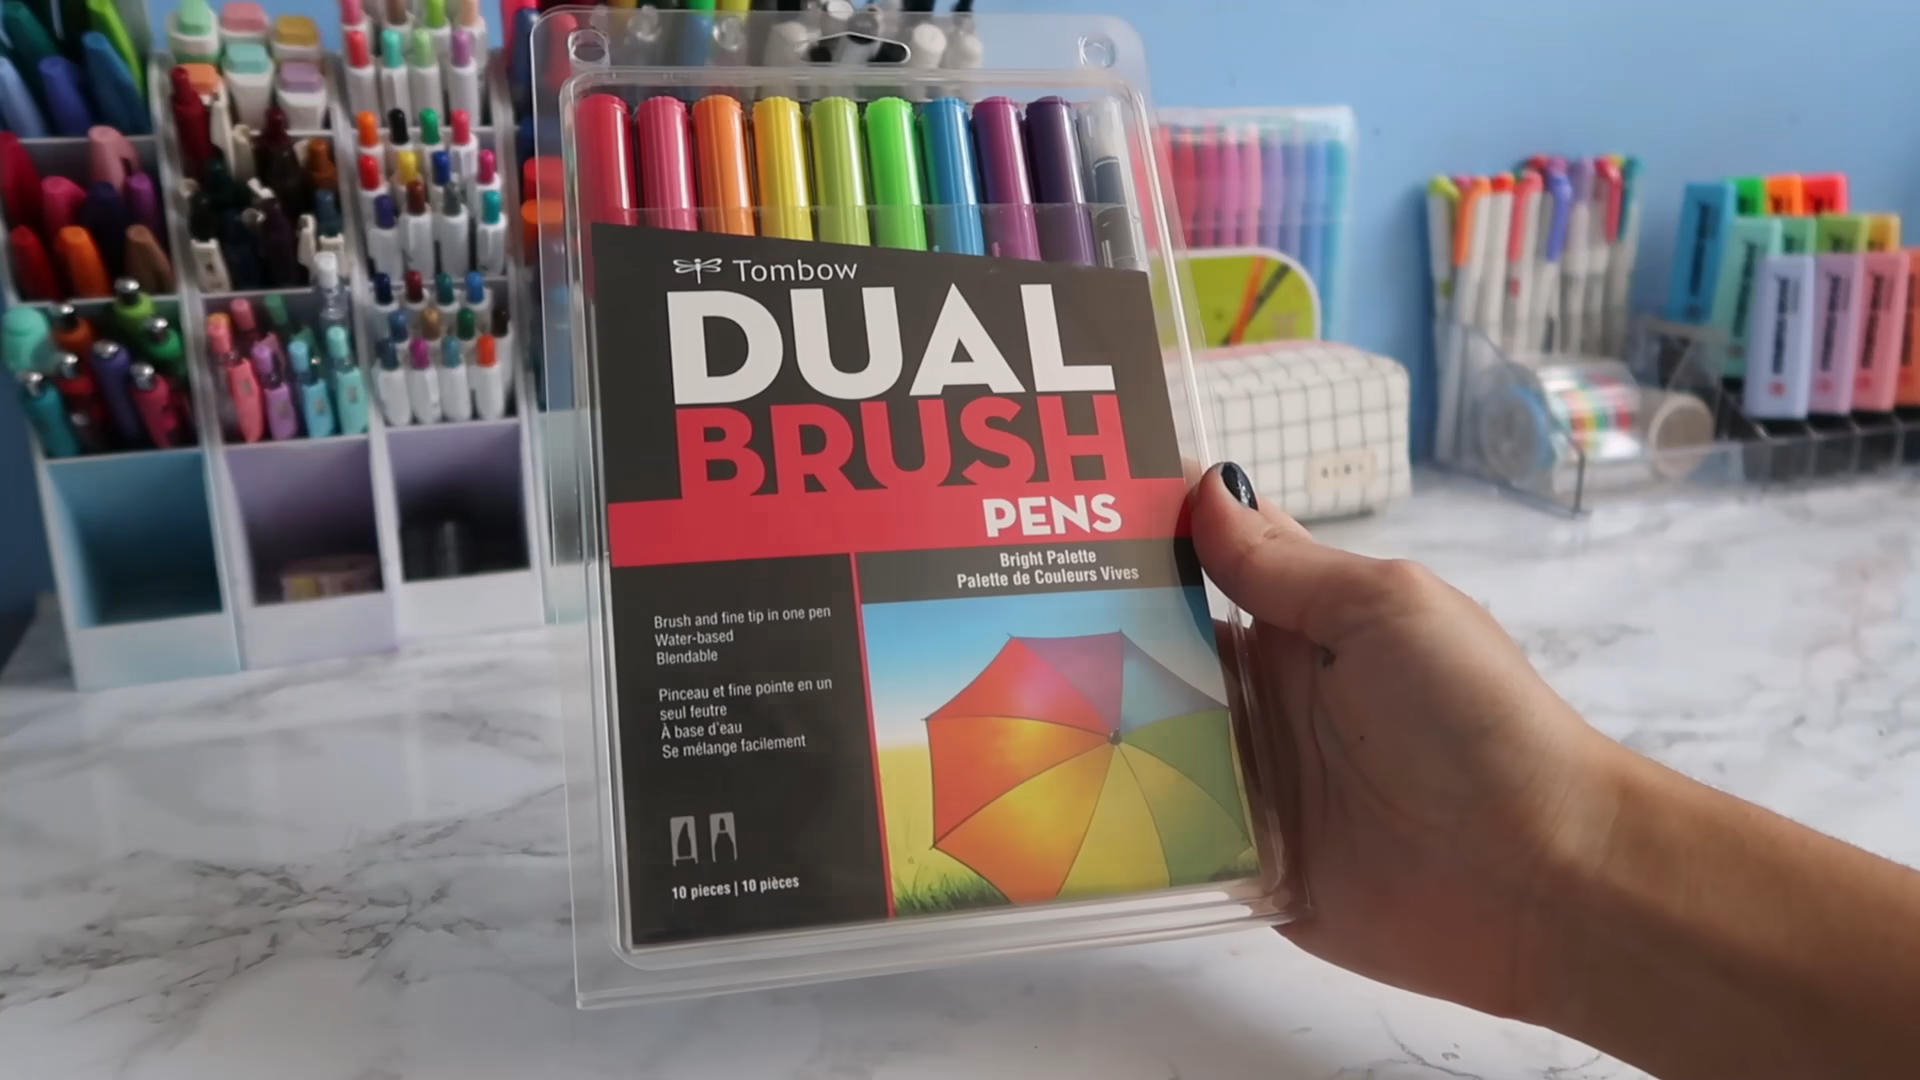 Tombow
DUAL
BRUSH
PENS
Bright Palette
Palette de Couleurs Vives
Brush and fine tip in one pen
Water-based
Blendable
Pinceau et fine pointe en un
seul feutre
À base d'eau
Se mélange facilement
10 pieces | 10 pièces